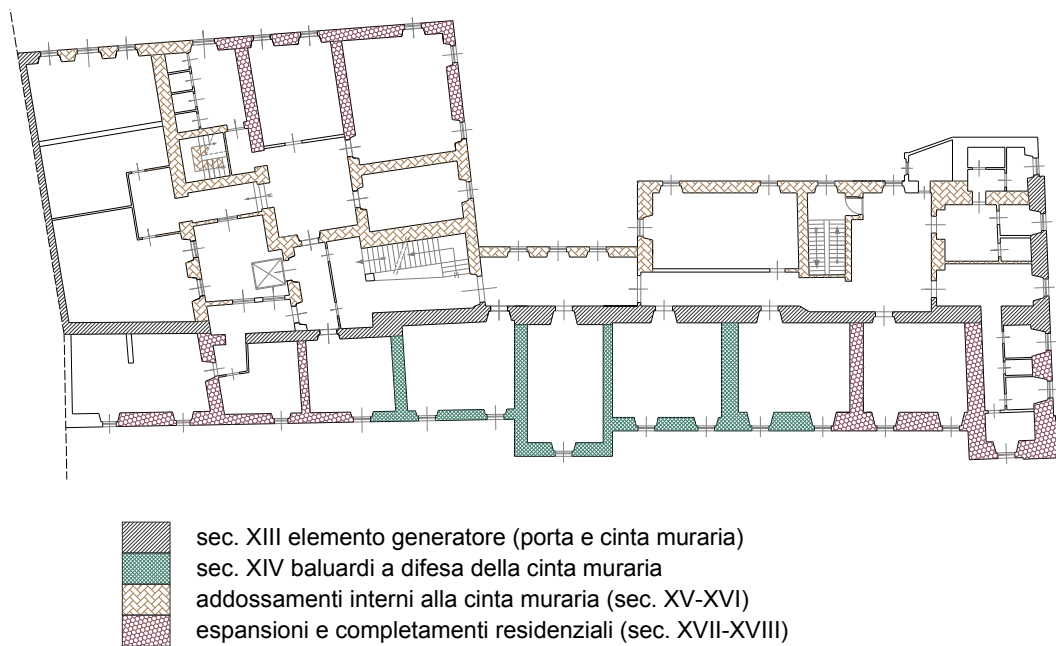 sec. XIII elemento generatore (porta e cinta muraria)
sec. XIV baluardi a difesa della cinta muraria
addossamenti interni alla cinta muraria (sec. XV-XVI)
espansioni e completamenti residenziali (sec. XVII-XVIII)